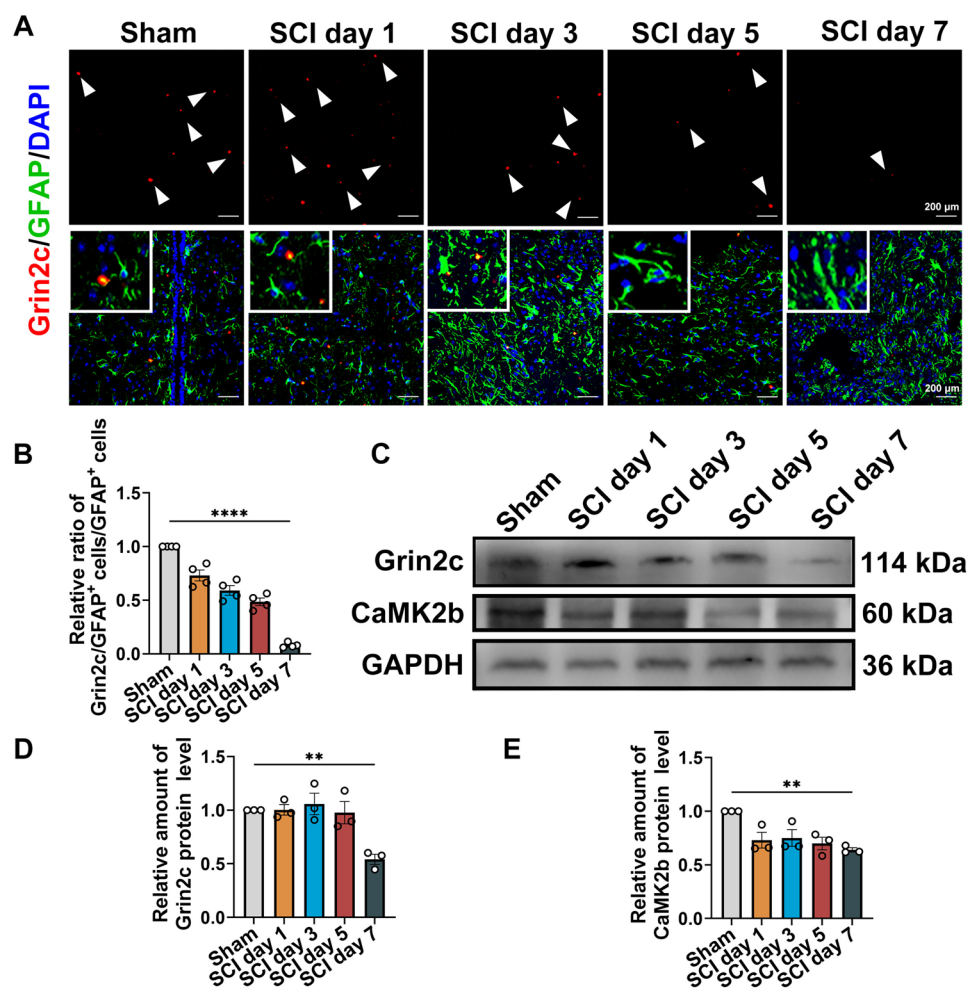 A
Sham
SCI day 1
SCI day 3
SCI day 5
SCI day 7
Grin2c/GFAP/DAPI
200 μm
200 μm
B
Relative ratio of
Grin2c/GFAP⁺ cells/GFAP⁺ cells
1.5
1.0
0.5
0.0
****
Sham
SCI day 1
SCI day 3
SCI day 5
SCI day 7
C
Sham
SCI day 1
SCI day 3
SCI day 5
SCI day 7
Grin2c
114 kDa
CaMK2b
60 kDa
GAPDH
36 kDa
D
Relative amount of
Grin2c protein level
1.5
1.0
0.5
0.0
**
Sham
SCI day 1
SCI day 3
SCI day 5
SCI day 7
E
Relative amount of
CaMK2b protein level
1.5
1.0
0.5
0.0
**
Sham
SCI day 1
SCI day 3
SCI day 5
SCI day 7